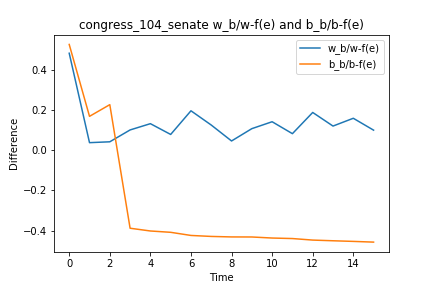 congress_104_senate w_b/w-f(e) and b_b/b-f(e)
w_b/w-f(e)
b_b/b-f(e)
0.4
0.2
0.0
−0.2
−0.4
Difference
0 2 4 6 8 10 12 14
Time